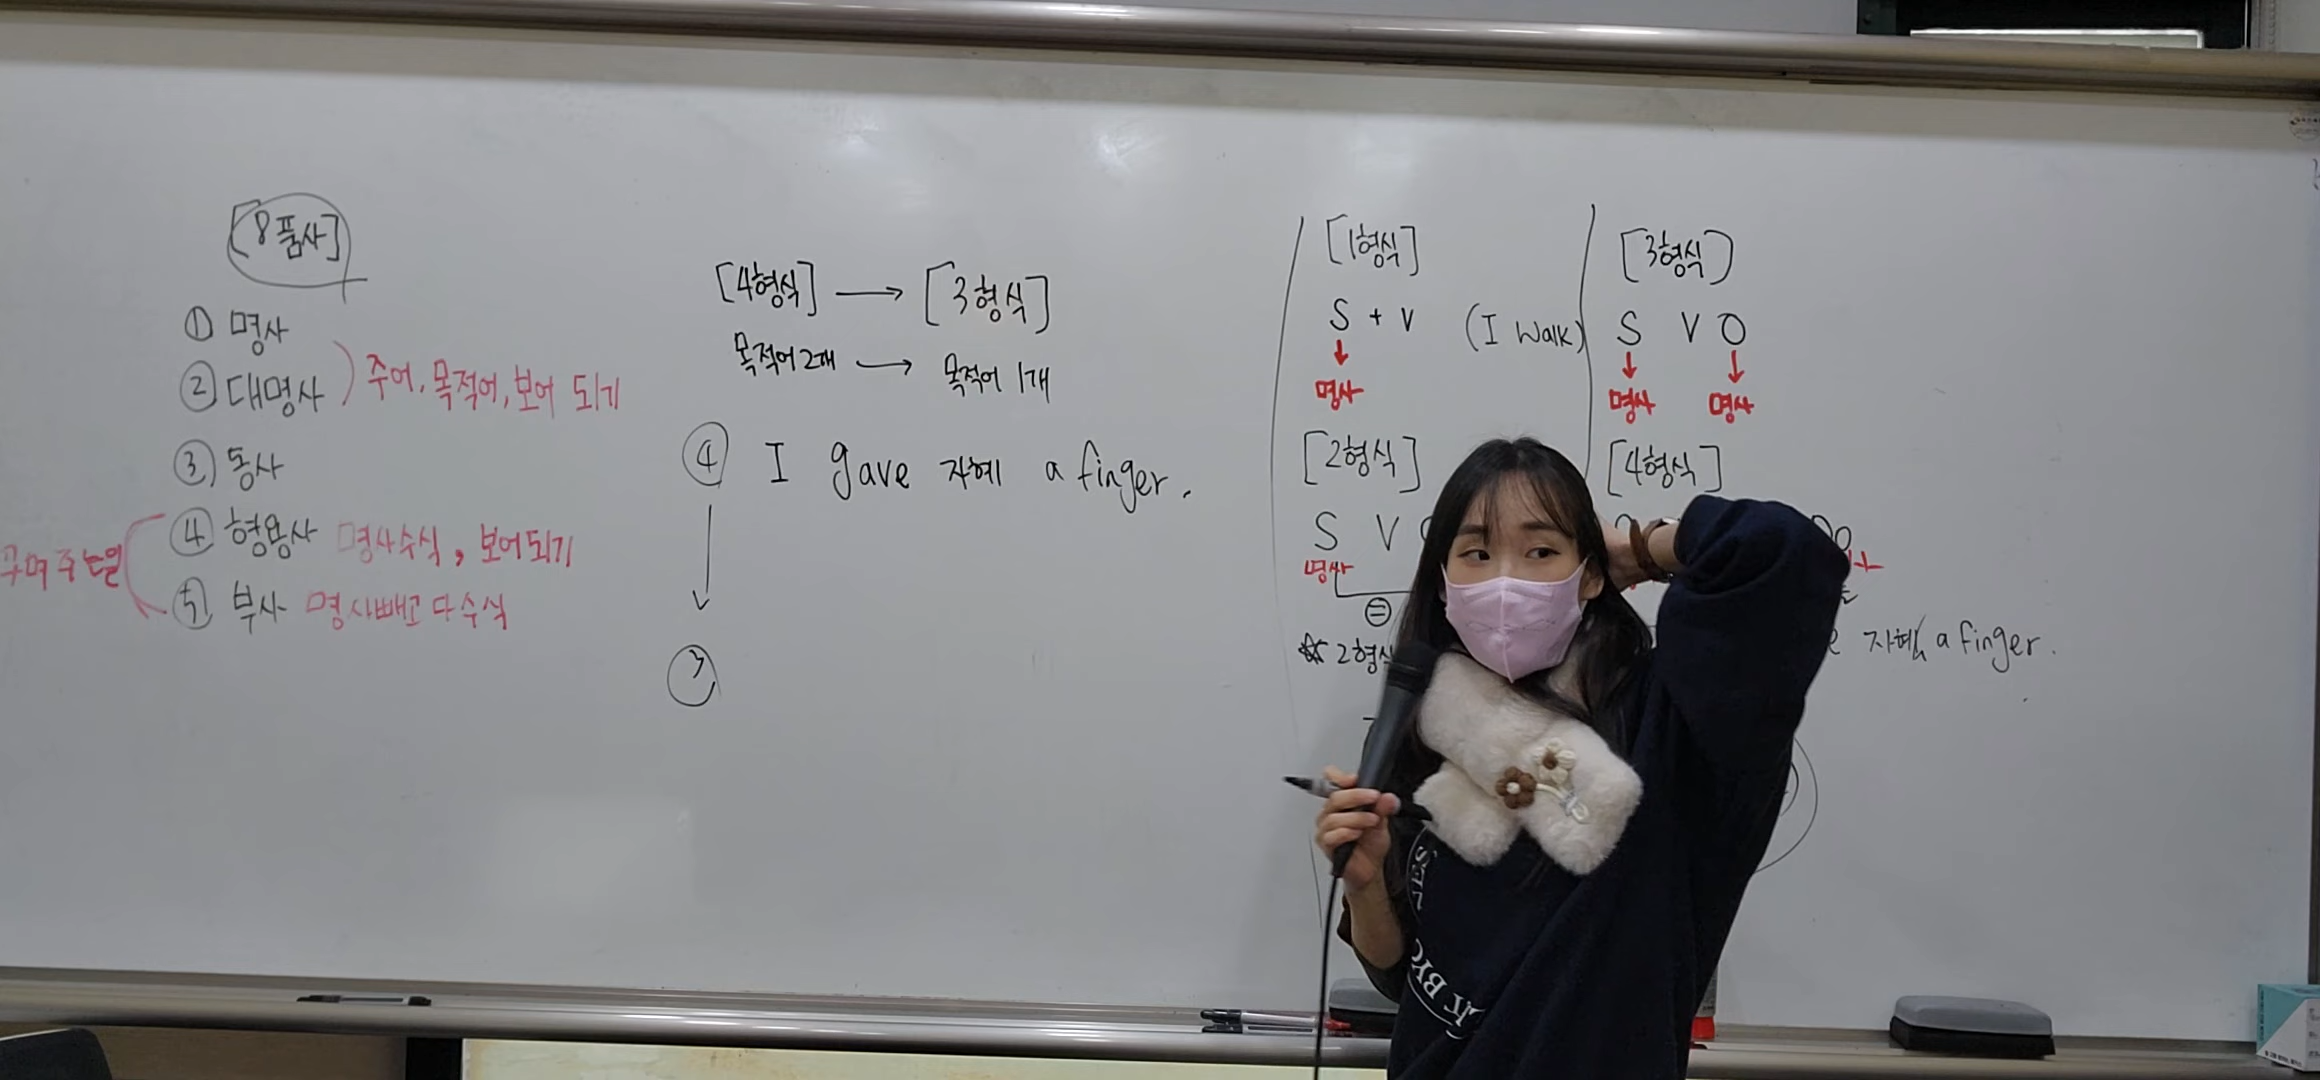 [8품사]
① 명사
② 대명사 ) 주어, 목적어, 보어 되기
③ 동사
④ 형용사 명사수식, 보어되기
⑤ 부사 명사빼고 다 수식
꾸며주는말
[4형식] → [3형식]
목적어 2개 → 목적어 1개
④ I gave 자혜 a finger.
↓
③
[1형식]
S + V (I walk)
↓
명사
[2형식]
S V
명사
=
☆ 2형식
[3형식]
S V O
↓ ↓
명사 명사
[4형식]
자혜 a finger.